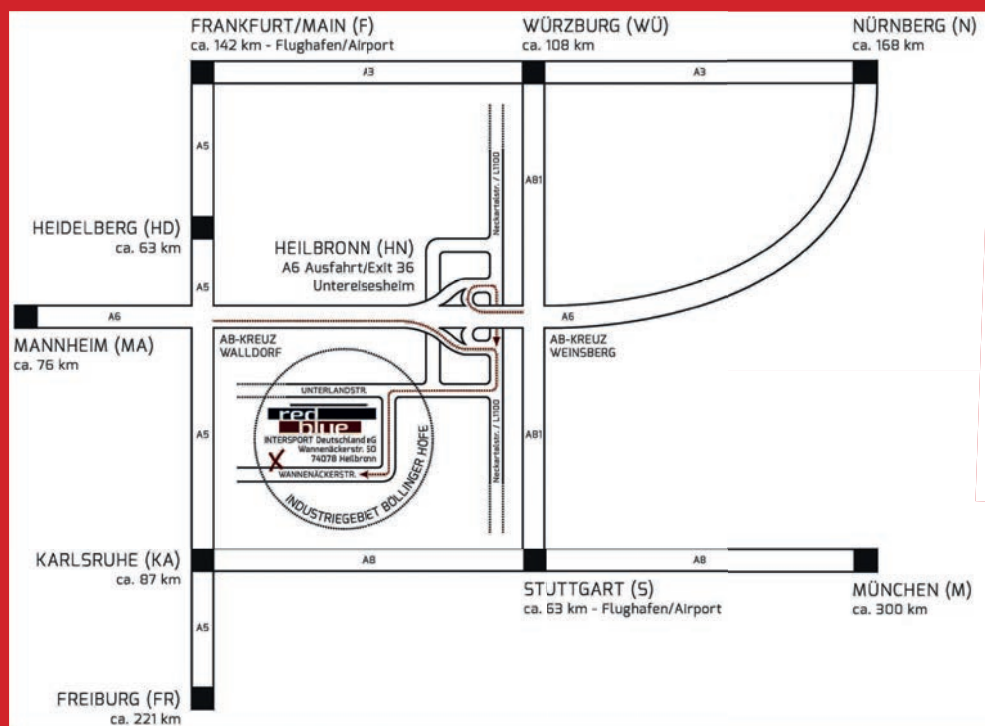 FRANKFURT/MAIN (F)
ca. 142 km - Flughafen/Airport
WÜRZBURG (WÜ)
ca. 108 km
NÜRNBERG (N)
ca. 168 km
A3
A3
A5
Neckartalstr. / L1100
A81
HEIDELBERG (HD)
ca. 63 km
HEILBRONN (HN)
A6 Ausfahrt/Exit 36
Untereisesheim
A5
A6
A6
MANNHEIM (MA)
ca. 76 km
AB-KREUZ
WALLDORF
AB-KREUZ
WEINSBERG
UNTERLANDSTR.
red
blue
INTERSPORT Deutschland eG
Wannenäckerstr. 50
74078 Heilbronn
X
WANNENÄCKERSTR.
INDUSTRIEGEBIET BÖLLINGER HÖFE
A5
Neckartalstr. / L1100
A81
KARLSRUHE (KA)
ca. 87 km
A8
A8
STUTTGART (S)
ca. 63 km - Flughafen/Airport
MÜNCHEN (M)
ca. 300 km
A5
FREIBURG (FR)
ca. 221 km